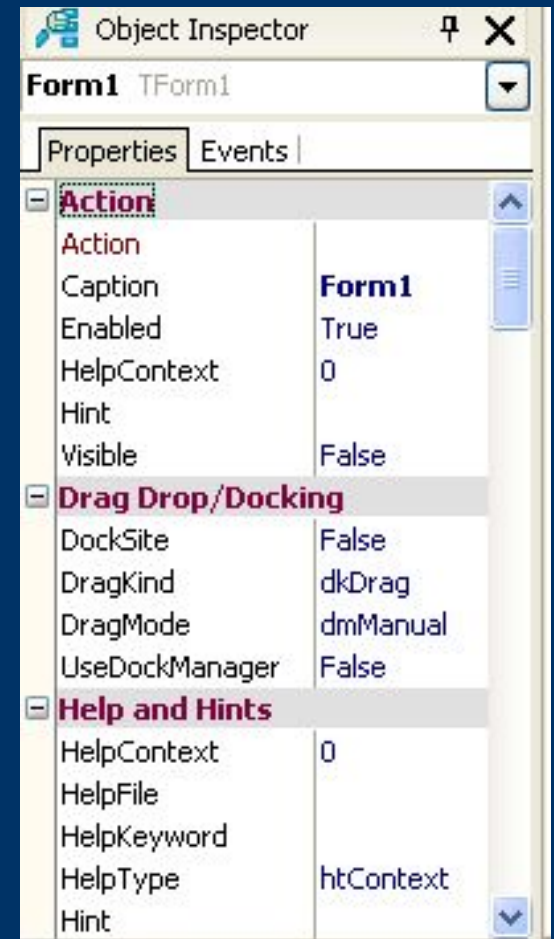 Object Inspector
Form1 TForm1
Properties Events
Action
Action
Caption Form1
Enabled True
HelpContext 0
Hint
Visible False
Drag Drop/Docking
DockSite False
DragKind dkDrag
DragMode dmManual
UseDockManager False
Help and Hints
HelpContext 0
HelpFile
HelpKeyword
HelpType htContext
Hint